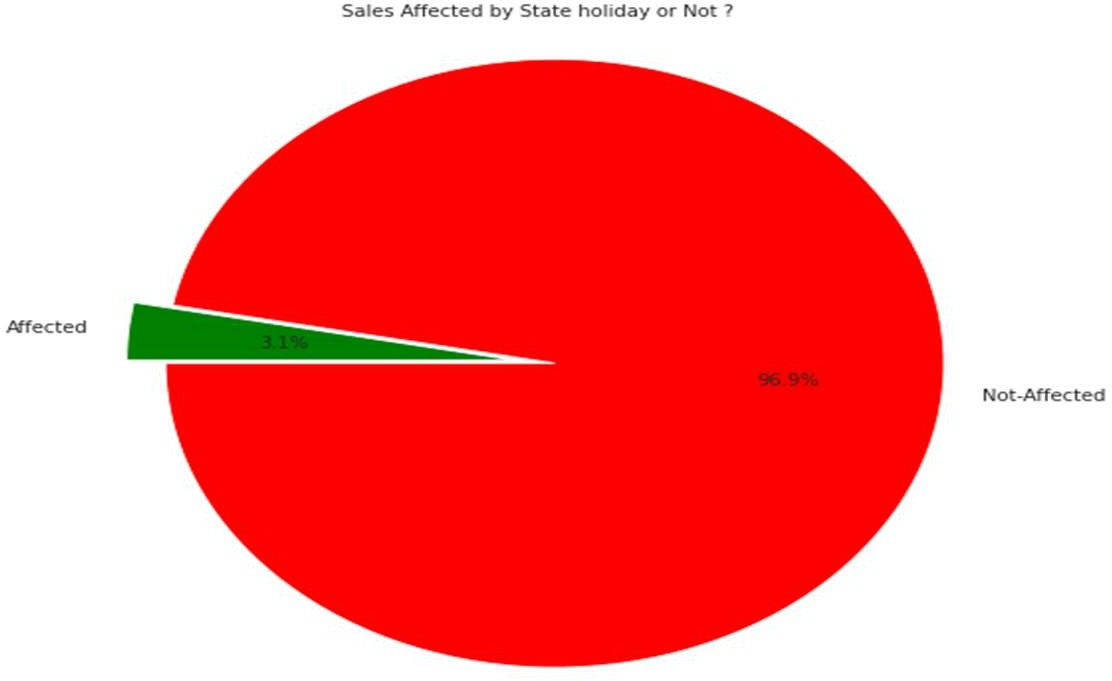 Sales Affected by State holiday or Not ?
Affected
3.1%
96.9%
Not-Affected